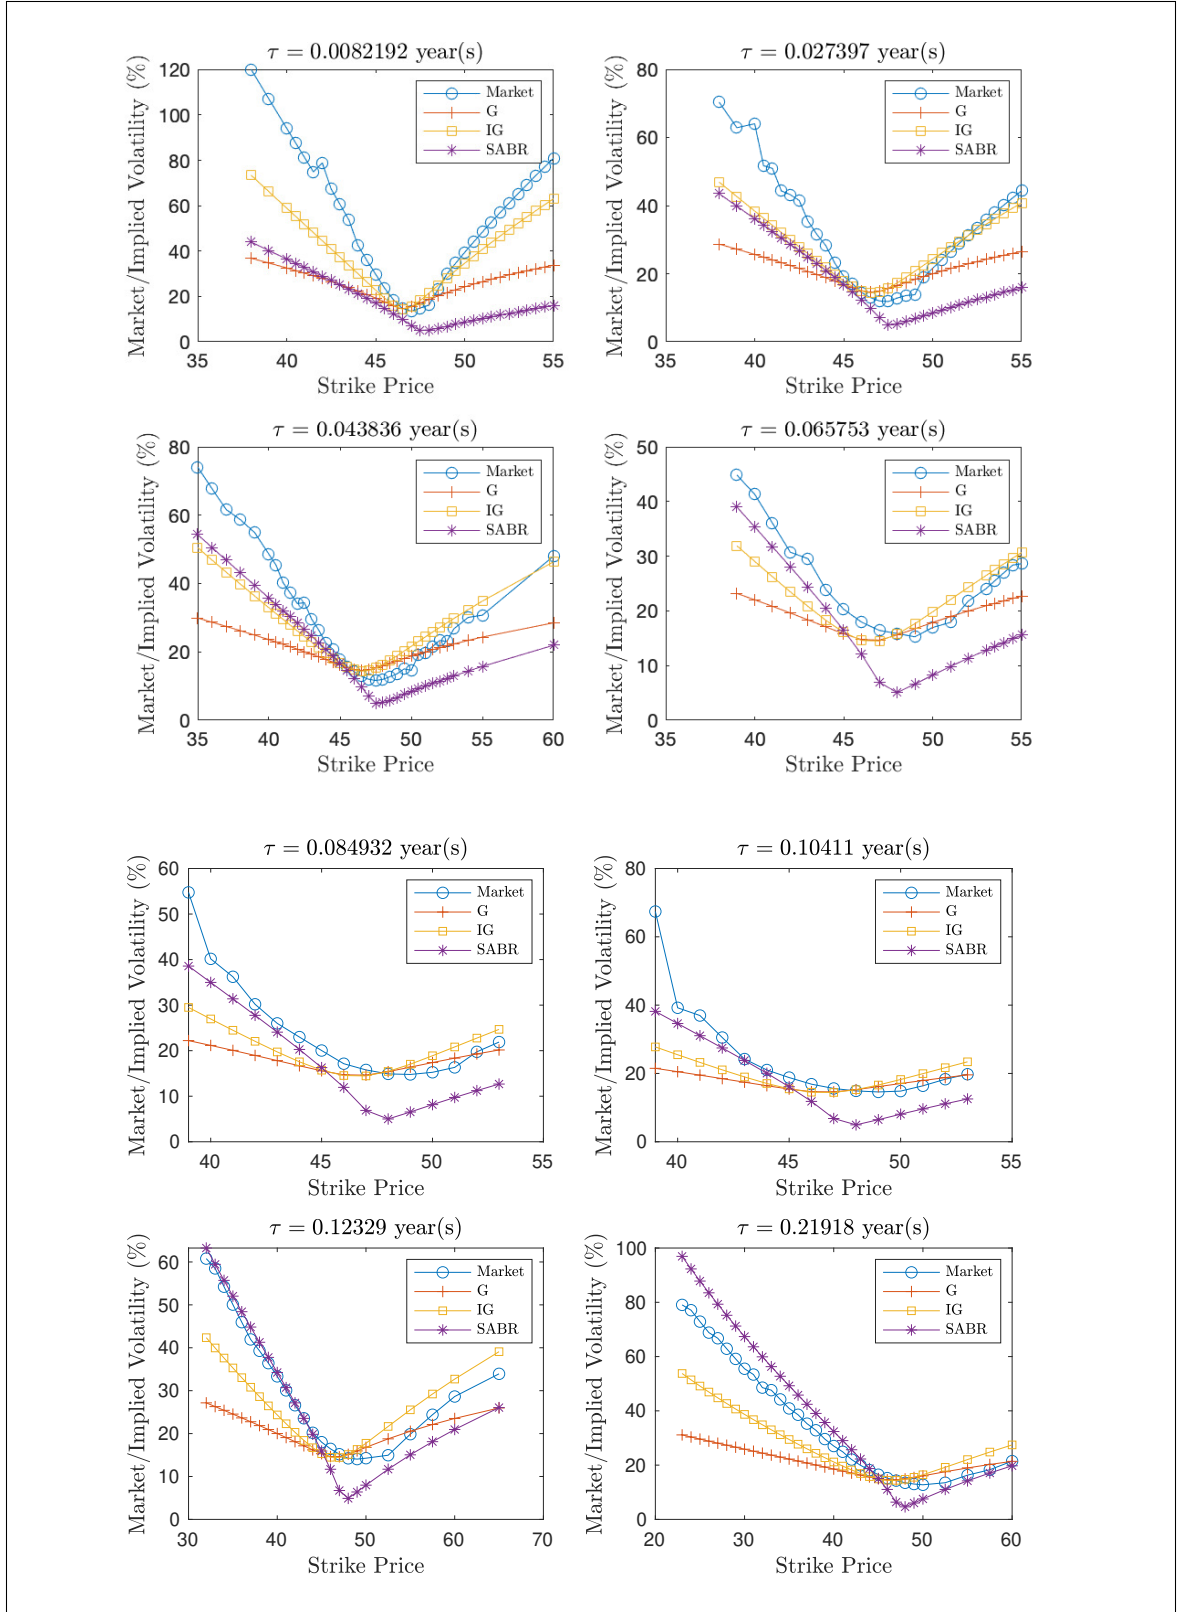 τ = 0.0082192 year(s)
Market/Implied Volatility (%)
120
100
80
60
40
20
0
35 40 45 50 55
Strike Price
Market
G
IG
SABR
τ = 0.027397 year(s)
Market/Implied Volatility (%)
80
60
40
20
0
35 40 45 50 55
Strike Price
Market
G
IG
SABR
τ = 0.043836 year(s)
Market/Implied Volatility (%)
80
60
40
20
0
35 40 45 50 55 60
Strike Price
Market
G
IG
SABR
τ = 0.065753 year(s)
Market/Implied Volatility (%)
50
40
30
20
10
0
35 40 45 50 55
Strike Price
Market
G
IG
SABR
τ = 0.084932 year(s)
Market/Implied Volatility (%)
60
50
40
30
20
10
0
40 45 50 55
Strike Price
Market
G
IG
SABR
τ = 0.10411 year(s)
Market/Implied Volatility (%)
80
60
40
20
0
40 45 50 55
Strike Price
Market
G
IG
SABR
τ = 0.12329 year(s)
Market/Implied Volatility (%)
60
50
40
30
20
10
0
30 40 50 60 70
Strike Price
Market
G
IG
SABR
τ = 0.21918 year(s)
Market/Implied Volatility (%)
100
80
60
40
20
0
20 30 40 50 60
Strike Price
Market
G
IG
SABR